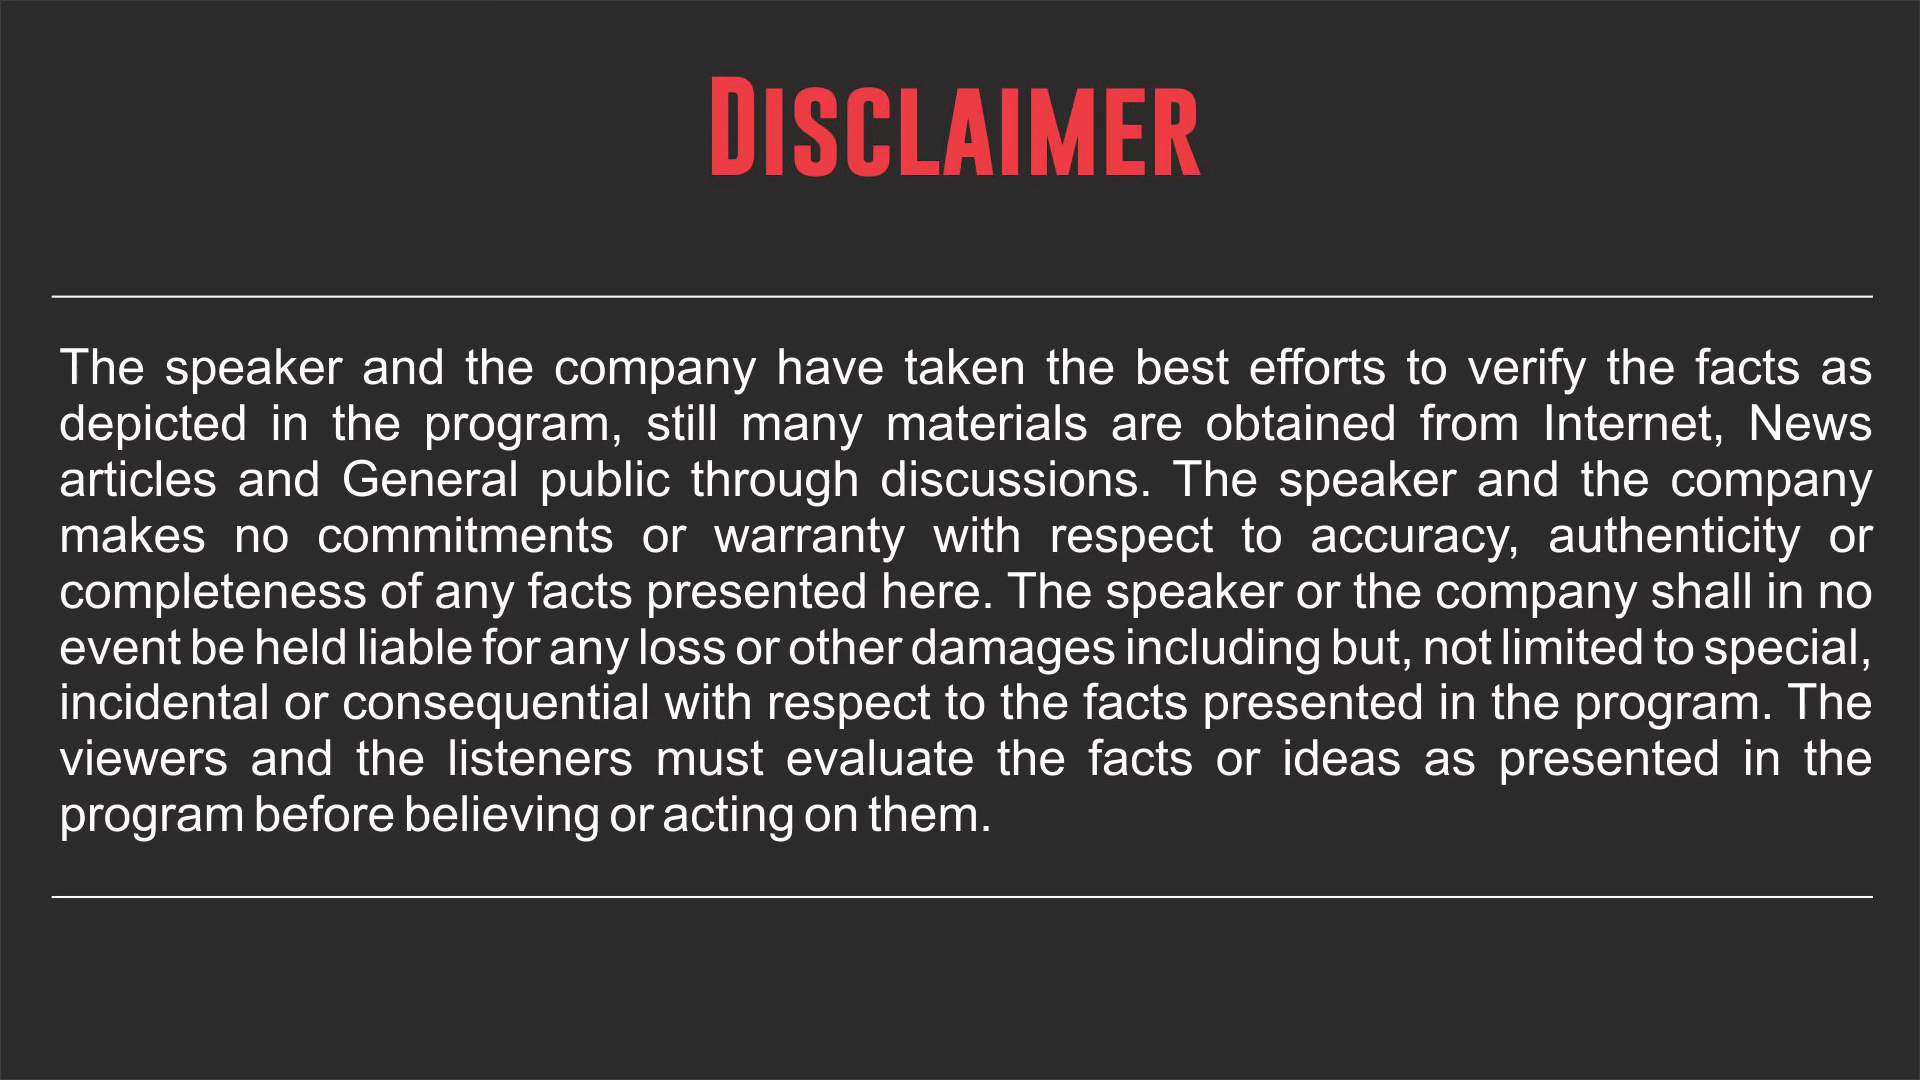 DISCLAIMER
The speaker and the company have taken the best efforts to verify the facts as
depicted in the program, still many materials are obtained from Internet, News
articles and General public through discussions. The speaker and the company
makes no commitments or warranty with respect to accuracy, authenticity or
completeness of any facts presented here. The speaker or the company shall in no
event be held liable for any loss or other damages including but, not limited to special,
incidental or consequential with respect to the facts presented in the program. The
viewers and the listeners must evaluate the facts or ideas as presented in the
program before believing or acting on them.